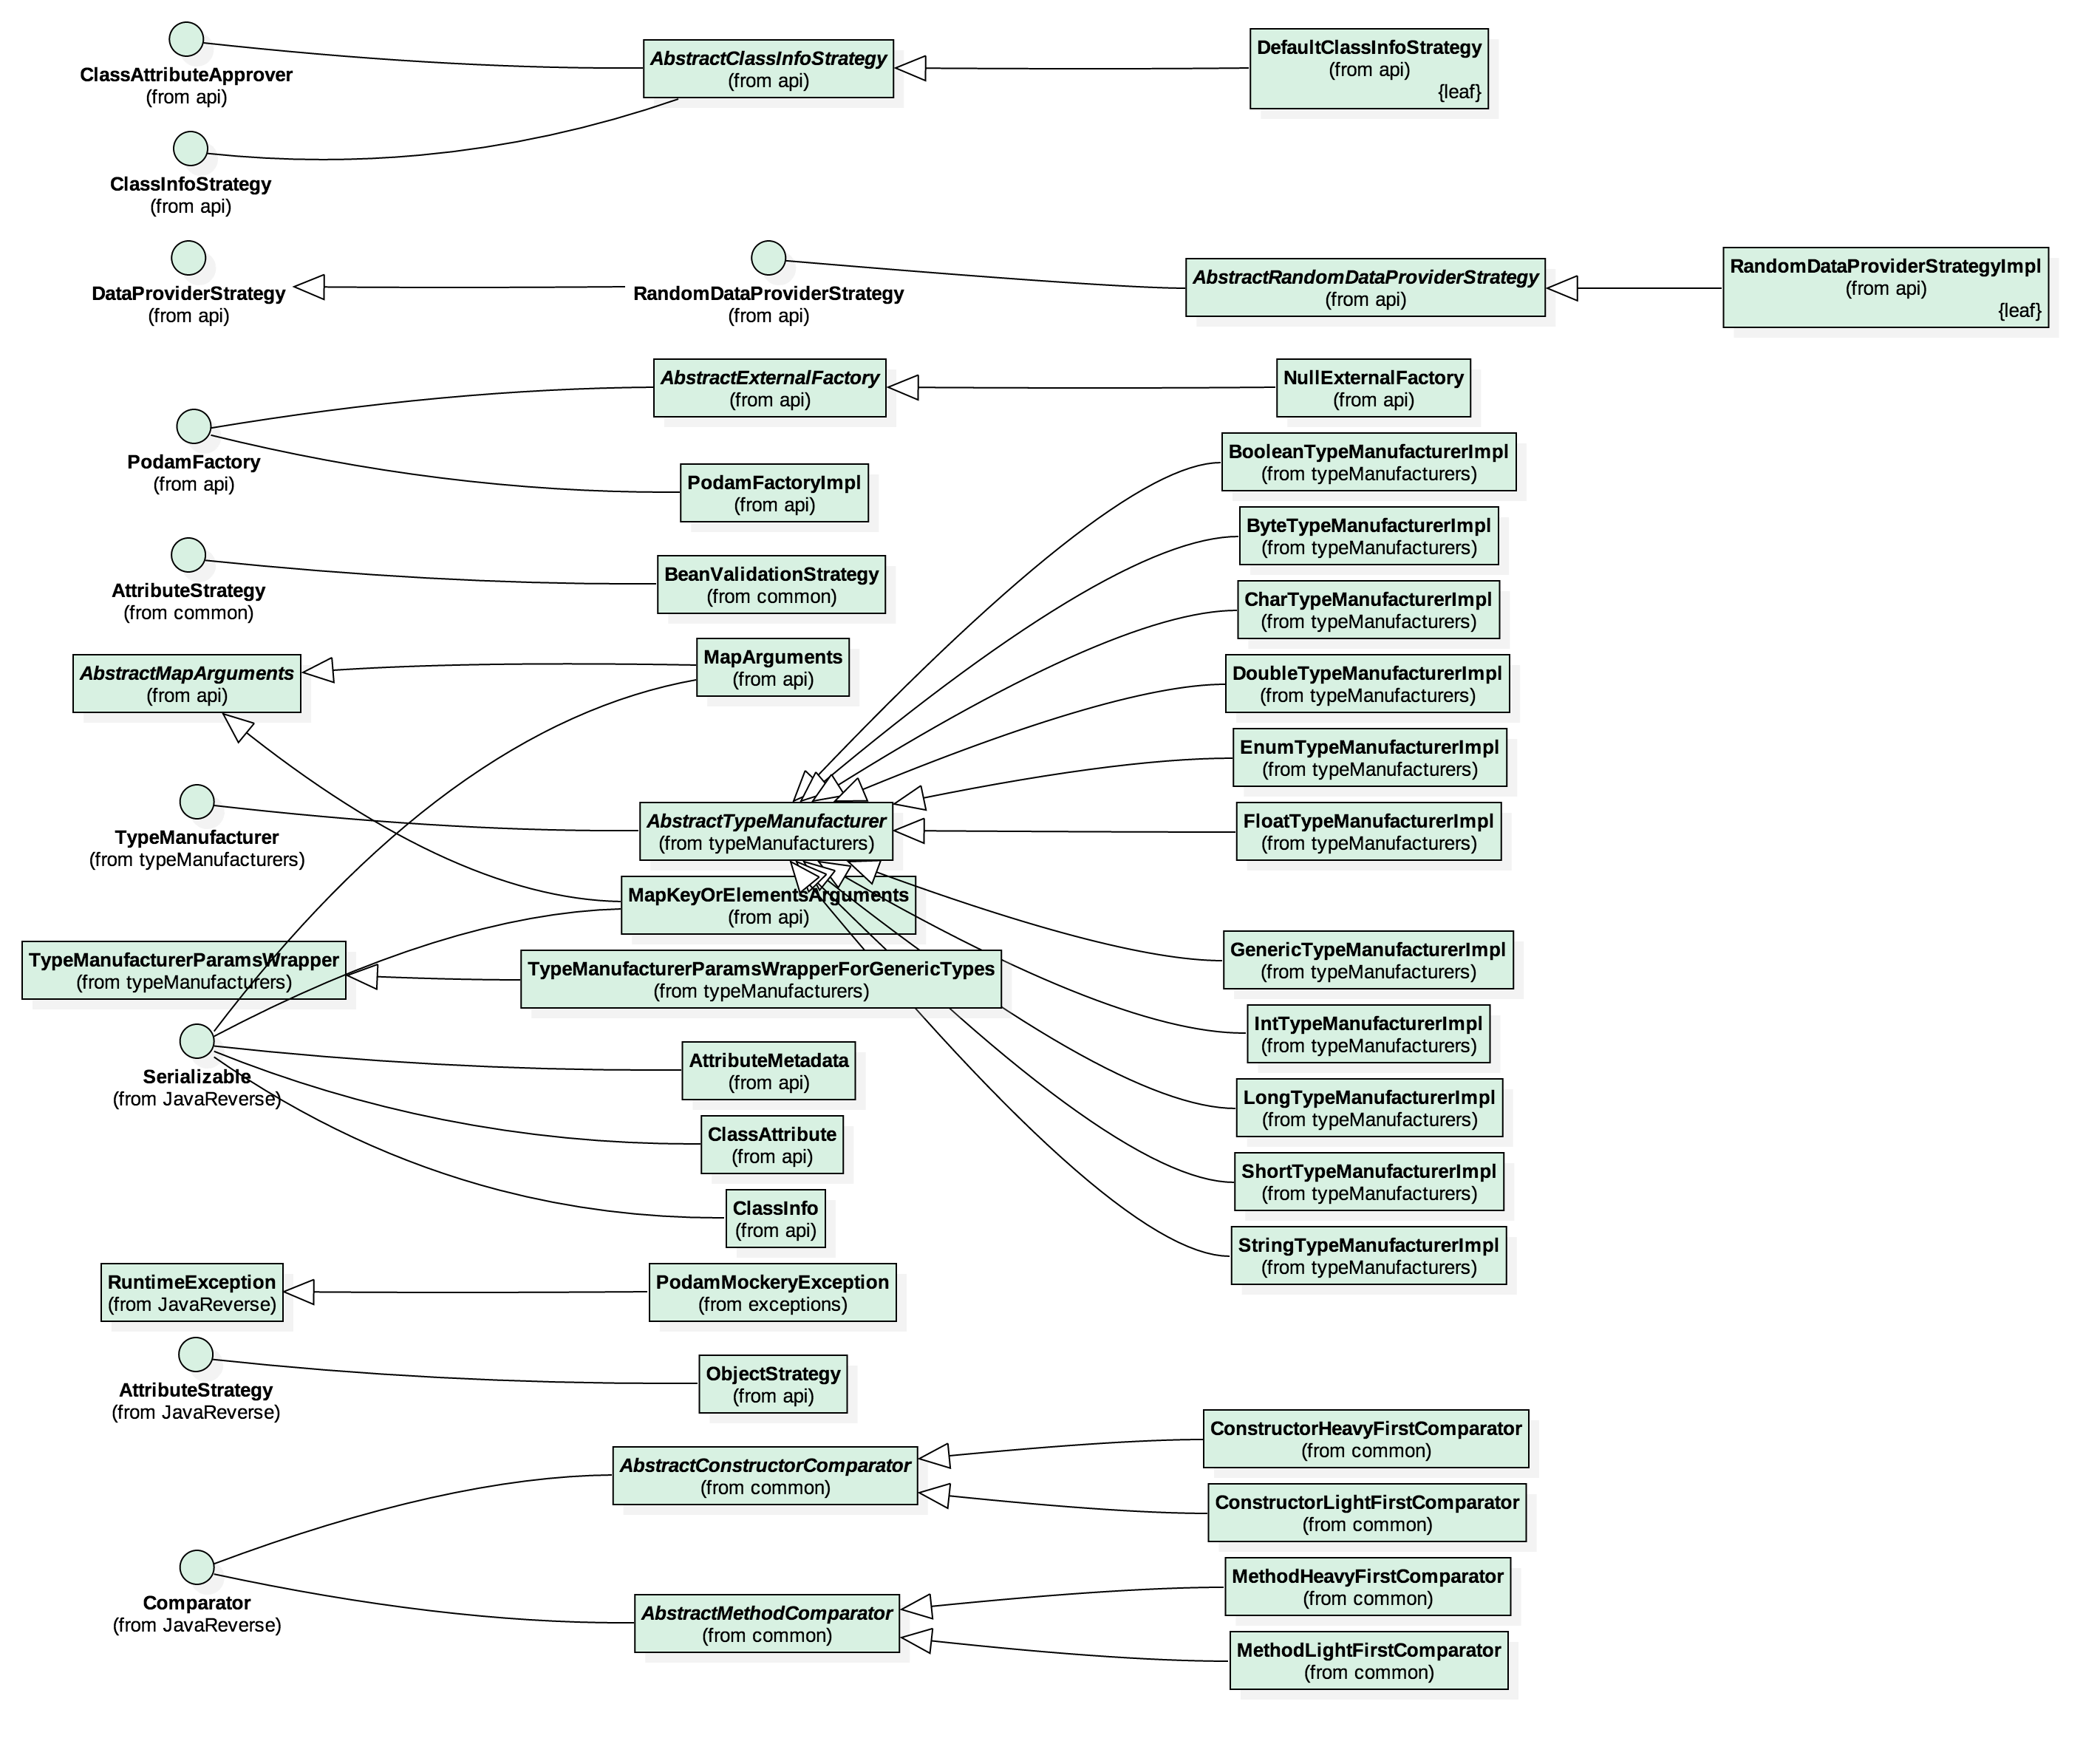 ClassAttributeApprover
(from api)
AbstractClassInfoStrategy
(from api)
DefaultClassInfoStrategy
(from api)
{leaf}
ClassInfoStrategy
(from api)
DataProviderStrategy
(from api)
RandomDataProviderStrategy
(from api)
AbstractRandomDataProviderStrategy
(from api)
RandomDataProviderStrategyImpl
(from api)
{leaf}
AbstractExternalFactory
(from api)
NullExternalFactory
(from api)
PodamFactory
(from api)
PodamFactoryImpl
(from api)
BooleanTypeManufacturerImpl
(from typeManufacturers)
ByteTypeManufacturerImpl
(from typeManufacturers)
AttributeStrategy
(from common)
BeanValidationStrategy
(from common)
CharTypeManufacturerImpl
(from typeManufacturers)
AbstractMapArguments
(from api)
MapArguments
(from api)
DoubleTypeManufacturerImpl
(from typeManufacturers)
EnumTypeManufacturerImpl
(from typeManufacturers)
TypeManufacturer
(from typeManufacturers)
AbstractTypeManufacturer
(from typeManufacturers)
FloatTypeManufacturerImpl
(from typeManufacturers)
MapKeyOrElementsArguments
(from api)
TypeManufacturerParamsWrapper
(from typeManufacturers)
TypeManufacturerParamsWrapperForGenericTypes
(from typeManufacturers)
GenericTypeManufacturerImpl
(from typeManufacturers)
IntTypeManufacturerImpl
(from typeManufacturers)
Serializable
(from JavaReverse)
AttributeMetadata
(from api)
LongTypeManufacturerImpl
(from typeManufacturers)
ClassAttribute
(from api)
ShortTypeManufacturerImpl
(from typeManufacturers)
ClassInfo
(from api)
StringTypeManufacturerImpl
(from typeManufacturers)
RuntimeException
(from JavaReverse)
PodamMockeryException
(from exceptions)
AttributeStrategy
(from JavaReverse)
ObjectStrategy
(from api)
AbstractConstructorComparator
(from common)
ConstructorHeavyFirstComparator
(from common)
ConstructorLightFirstComparator
(from common)
Comparator
(from JavaReverse)
AbstractMethodComparator
(from common)
MethodHeavyFirstComparator
(from common)
MethodLightFirstComparator
(from common)